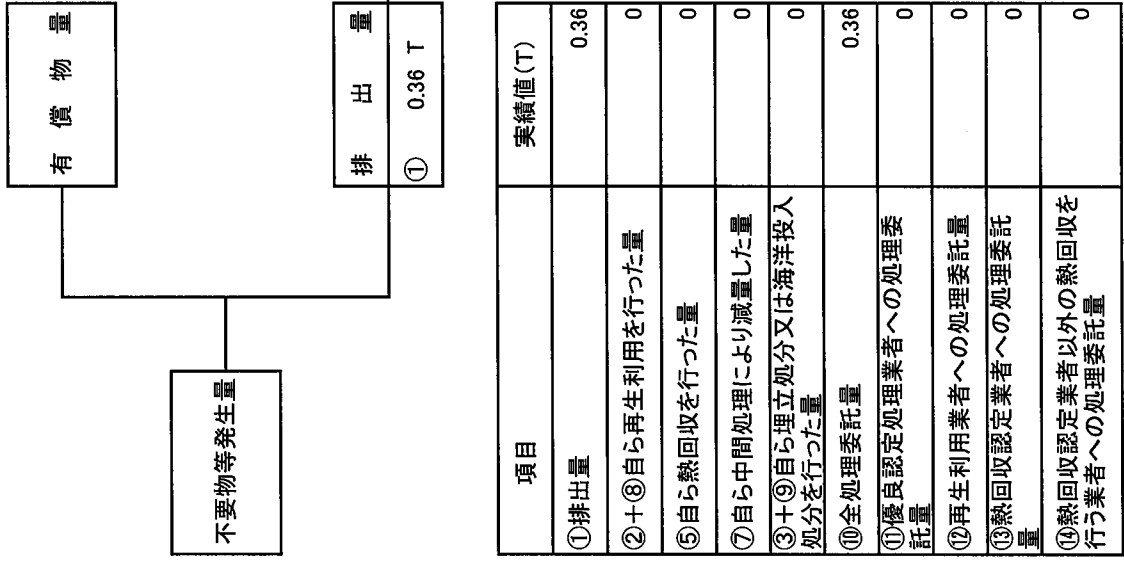 不要物等発生量
有償物量
排出量
① 0.36 T
項目 実績値(T)
①排出量 0.36
②+⑧自ら再生利用を行った量 0
⑤自ら熱回収を行った量 0
⑦自ら中間処理により減量した量 0
③+⑨自ら埋立処分又は海洋投入
処分を行った量 0
⑩全処理委託量 0.36
⑪優良認定処理業者への処理委
託量 0
⑫再生利用業者への処理委託量 0
⑬熱回収認定業者への処理委託
量 0
⑭熱回収認定業者以外の熱回収を
行う業者への処理委託量 0